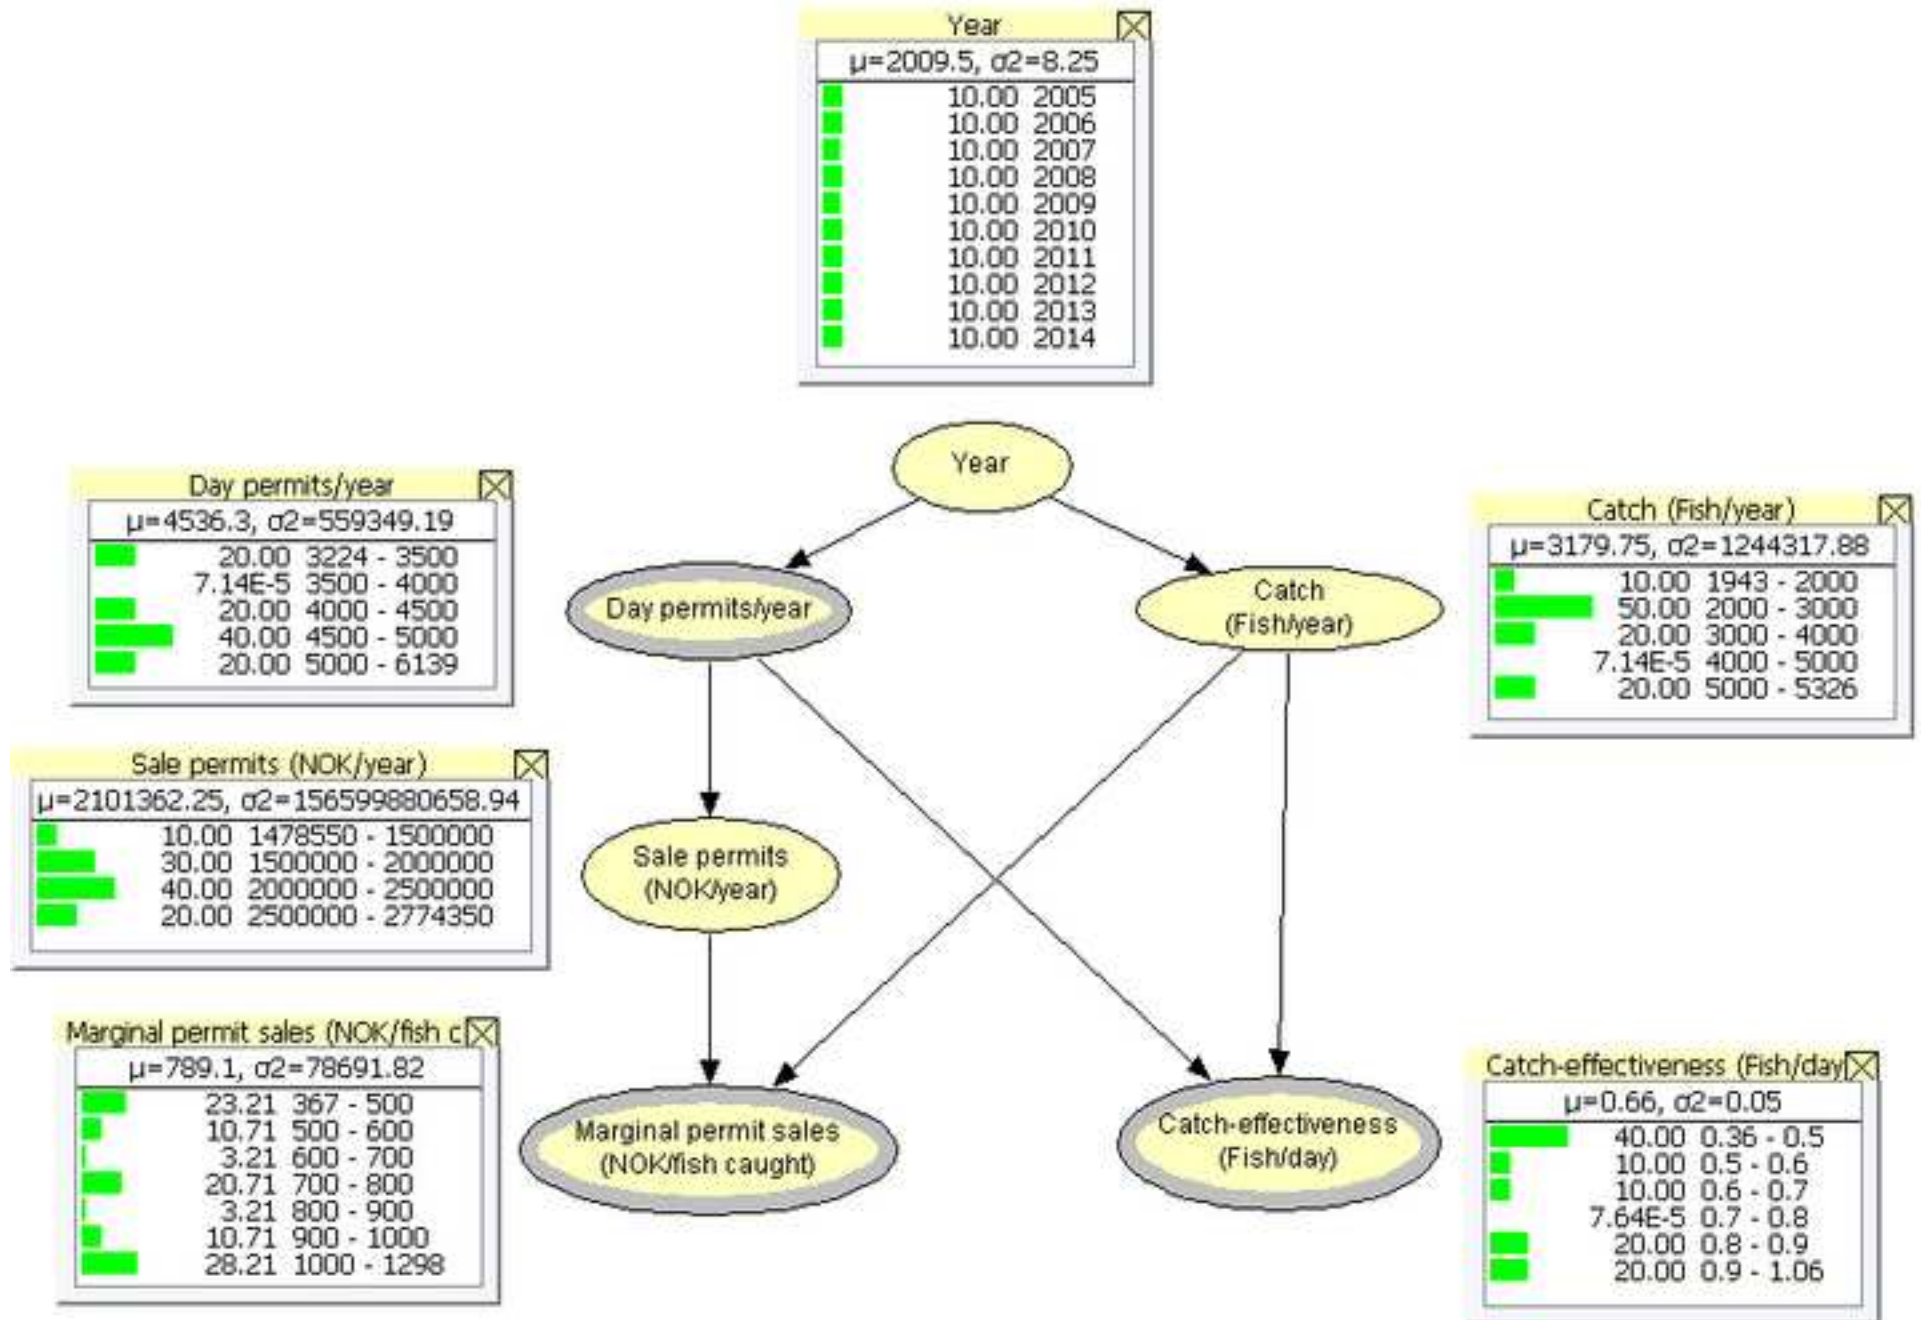 Year
μ=2009.5, σ2=8.25
10.00 2005
10.00 2006
10.00 2007
10.00 2008
10.00 2009
10.00 2010
10.00 2011
10.00 2012
10.00 2013
10.00 2014
Year
Day permits/year
μ=4536.3, σ2=559349.19
20.00 3224 - 3500
7.14E-5 3500 - 4000
20.00 4000 - 4500
40.00 4500 - 5000
20.00 5000 - 6139
Day permits/year
Catch
(Fish/year)
Catch (Fish/year)
μ=3179.75, σ2=1244317.88
10.00 1943 - 2000
50.00 2000 - 3000
20.00 3000 - 4000
7.14E-5 4000 - 5000
20.00 5000 - 5326
Sale permits (NOK/year)
μ=2101362.25, σ2=156599880658.94
10.00 1478550 - 1500000
30.00 1500000 - 2000000
40.00 2000000 - 2500000
20.00 2500000 - 2774350
Sale permits
(NOK/year)
Marginal permit sales (NOK/fish c
μ=789.1, σ2=78691.82
23.21 367 - 500
10.71 500 - 600
3.21 600 - 700
20.71 700 - 800
3.21 800 - 900
10.71 900 - 1000
28.21 1000 - 1298
Marginal permit sales
(NOK/fish caught)
Catch-effectiveness
(Fish/day)
Catch-effectiveness (Fish/day
μ=0.66, σ2=0.05
40.00 0.36 - 0.5
10.00 0.5 - 0.6
10.00 0.6 - 0.7
7.64E-5 0.7 - 0.8
20.00 0.8 - 0.9
20.00 0.9 - 1.06